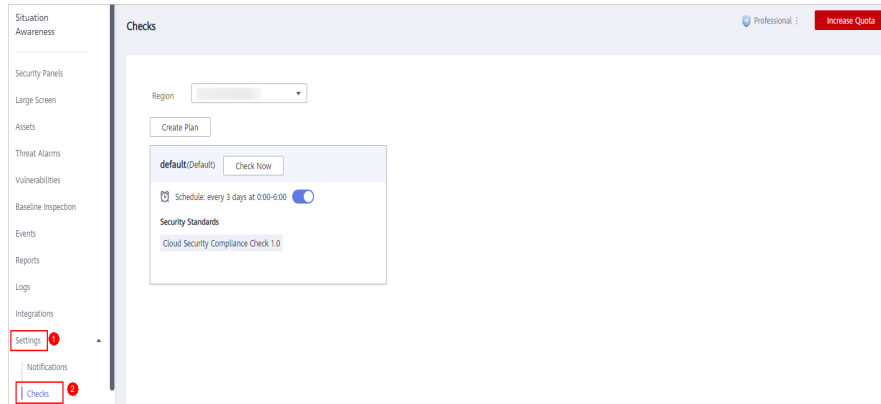 Situation
Awareness
Security Panels
Large Screen
Assets
Threat Alarms
Vulnerabilities
Baseline Inspection
Events
Reports
Logs
Integrations
Settings 1
Notifications
Checks 2
Checks
Professional
Increase Quota
Region
Create Plan
default(Default) Check Now
Schedule: every 3 days at 0:00-6:00
Security Standards
Cloud Security Compliance Check 1.0